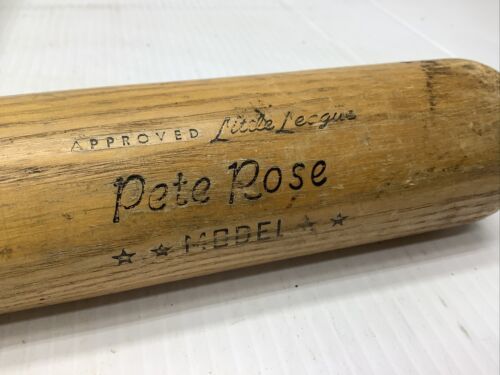 APPROVED Little League
Pete Rose
★ ★ MODEL ★ ★